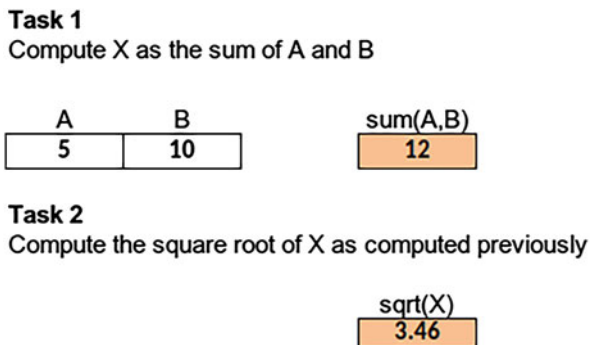 Task 1
Compute X as the sum of A and B
A B sum(A,B)
5 10 12
Task 2
Compute the square root of X as computed previously
sqrt(X)
3.46